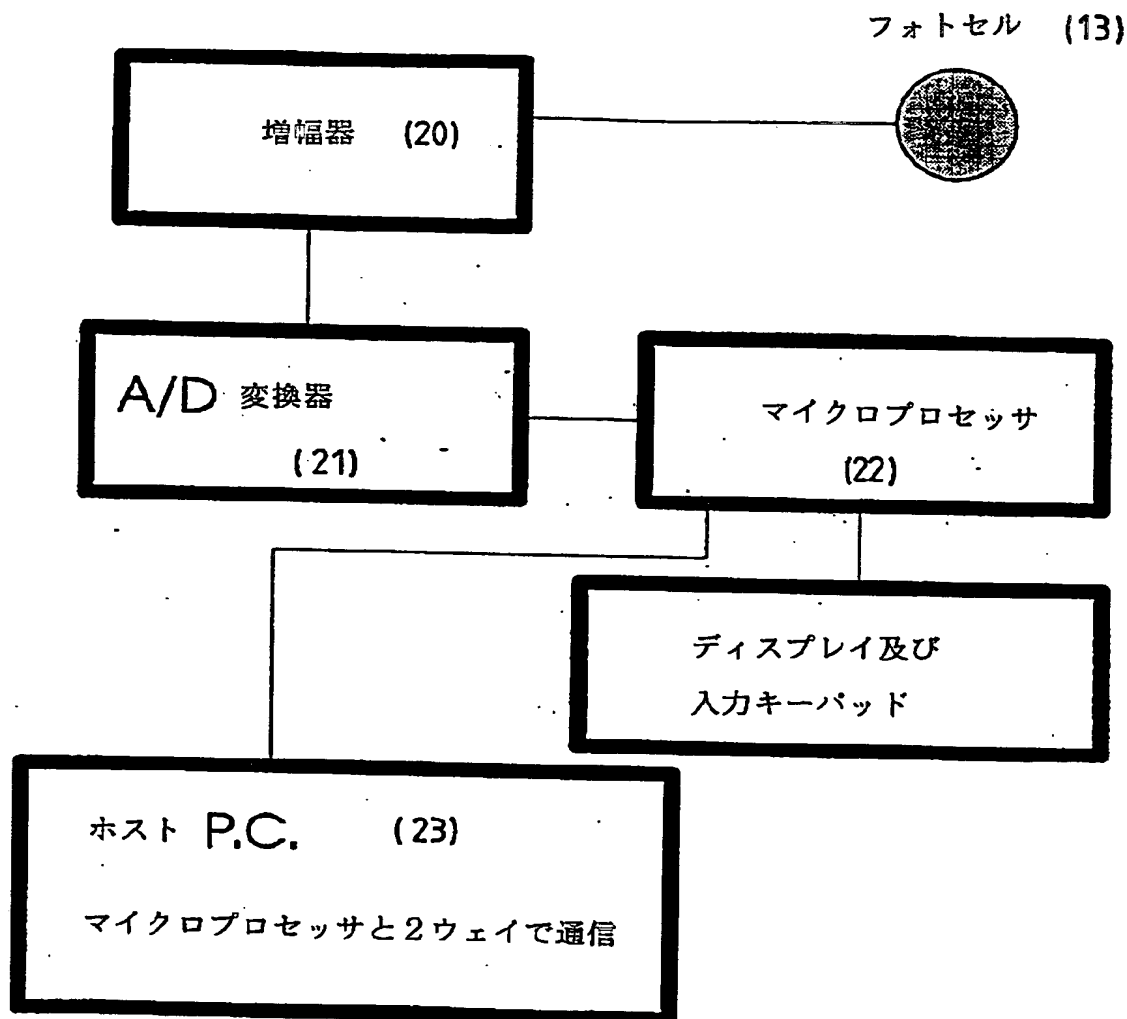 フォトセル (13)
増幅器 (20)
A/D 変換器
(21)
マイクロプロセッサ
(22)
ディスプレイ及び
入力キーパッド
ホスト P.C. (23)
マイクロプロセッサと2ウェイで通信